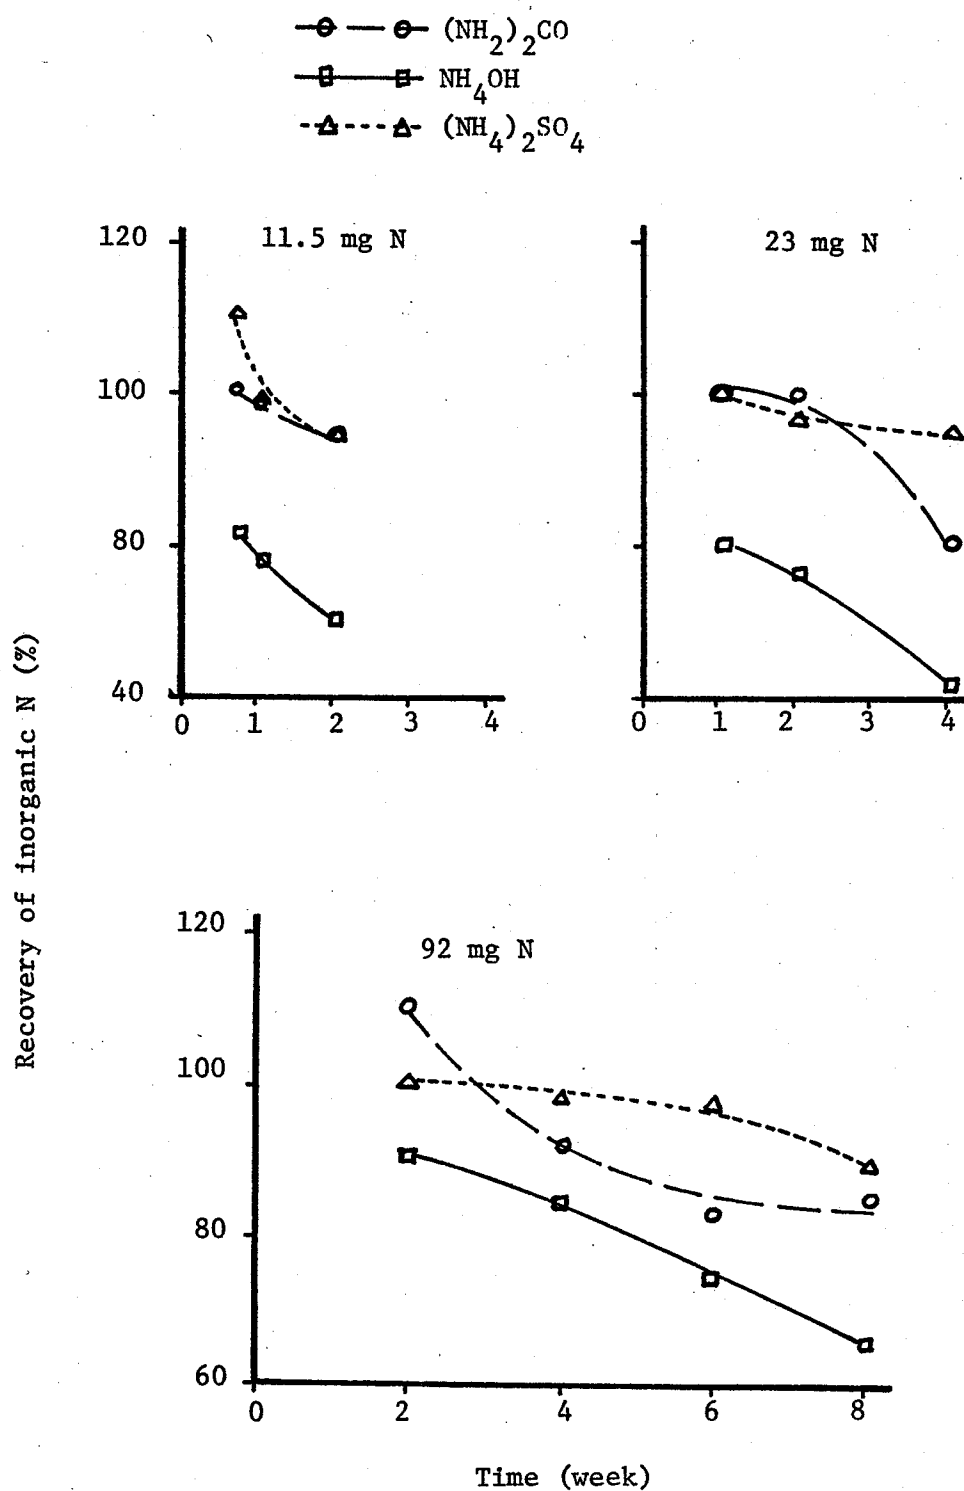 (NH2)2CO
NH4OH
(NH4)2SO4
11.5 mg N
23 mg N
120
100
80
40
0 1 2 3 4
0 1 2 3 4
Recovery of inorganic N (%)
92 mg N
120
100
80
60
0 2 4 6 8
Time (week)